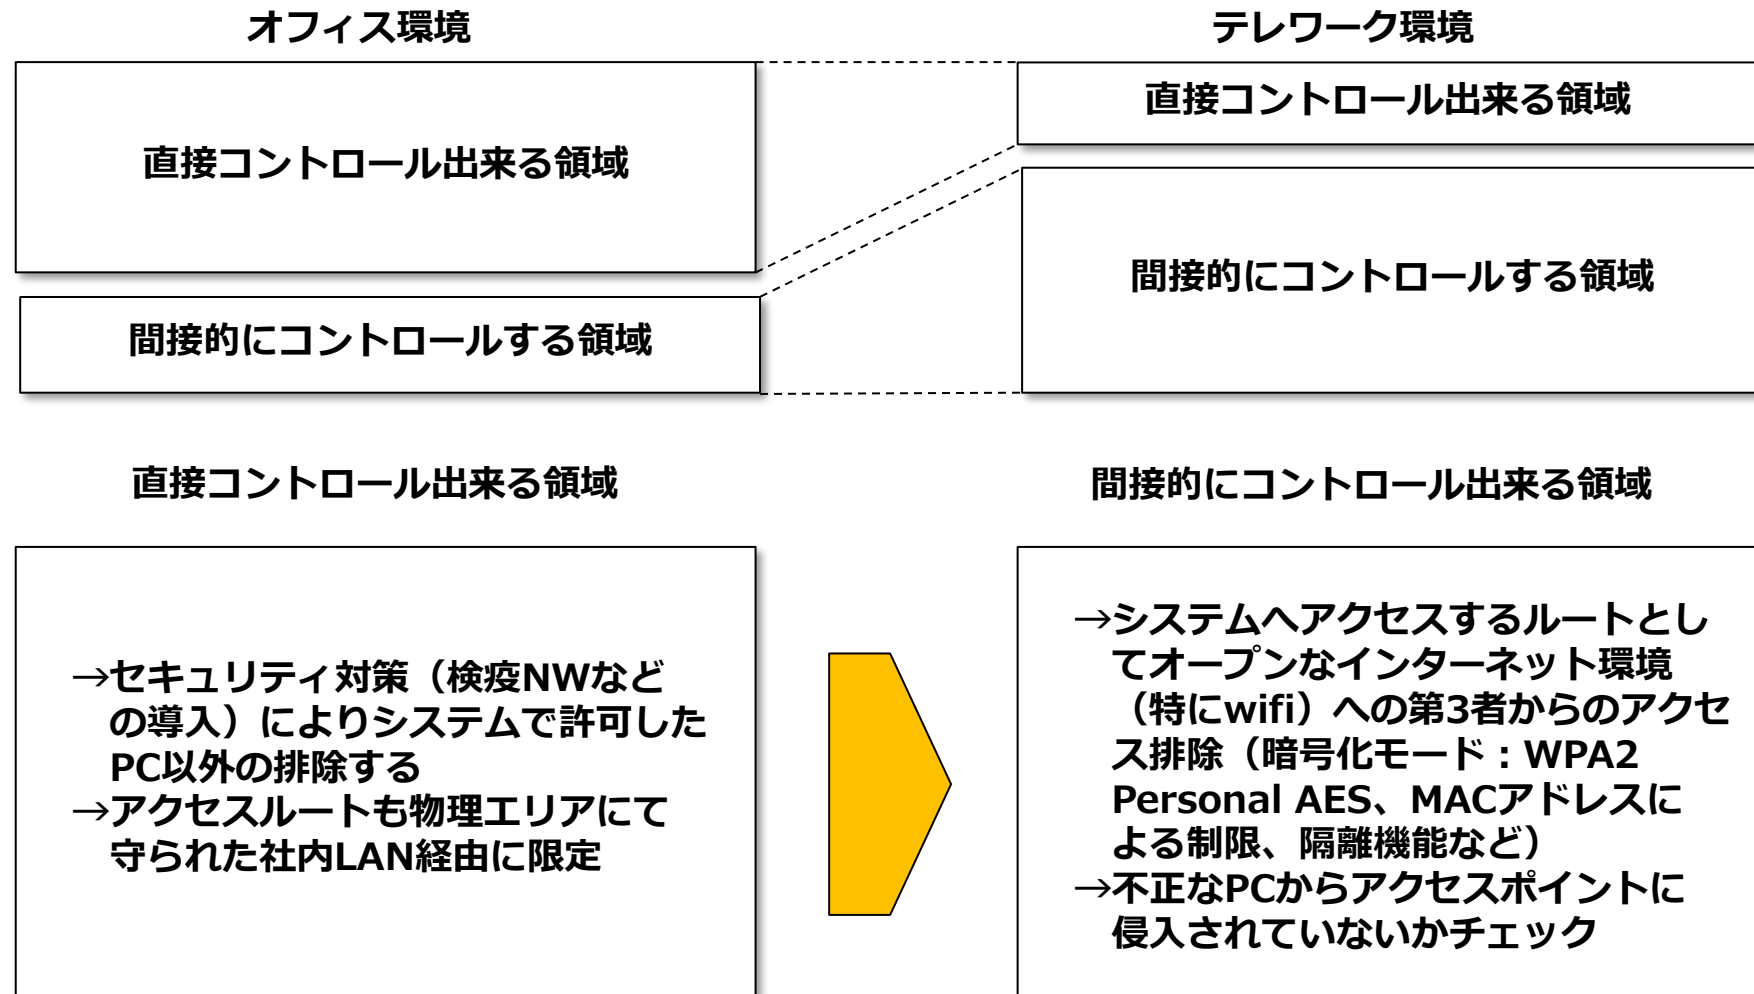 オフィス環境
テレワーク環境
直接コントロール出来る領域
間接的にコントロールする領域
直接コントロール出来る領域
間接的にコントロールする領域
直接コントロール出来る領域
間接的にコントロール出来る領域
→セキュリティ対策（検疫NWなど
の導入）によりシステムで許可した
PC以外の排除する
→アクセスルートも物理エリアにて
守られた社内LAN経由に限定
→システムへアクセスするルートとし
てオープンなインターネット環境
（特にwifi）への第3者からのアクセ
ス排除（暗号化モード：WPA2
Personal AES、MACアドレスに
よる制限、隔離機能など）
→不正なPCからアクセスポイントに
侵入されていないかチェック